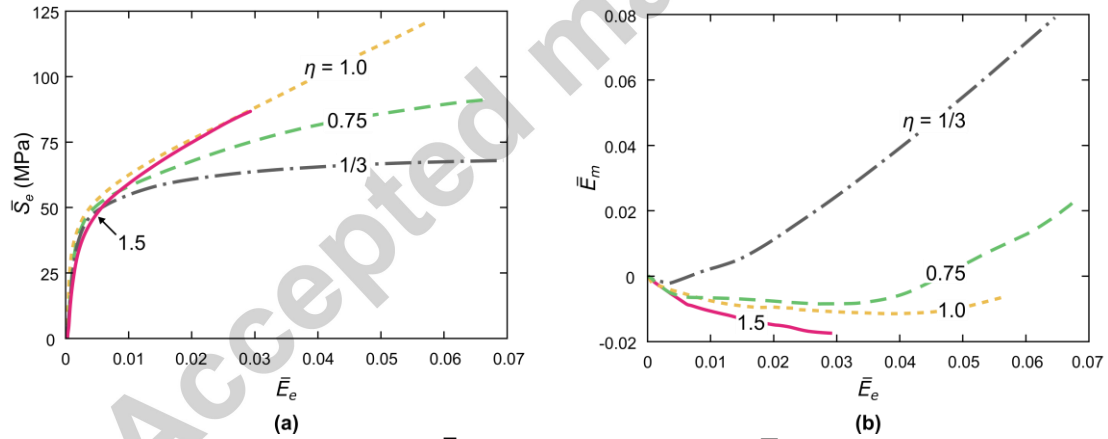 Accepted ma
125
100
75
50
25
0
S̄ₑ (MPa)
η = 1.0
0.75
1/3
1.5
0 0.01 0.02 0.03 0.04 0.05 0.06 0.07
Ēₑ
(a)
0.08
0.06
0.04
0.02
0
-0.02
Ēₘ
η = 1/3
0.75
1.0
1.5
0 0.01 0.02 0.03 0.04 0.05 0.06 0.07
Ēₑ
(b)